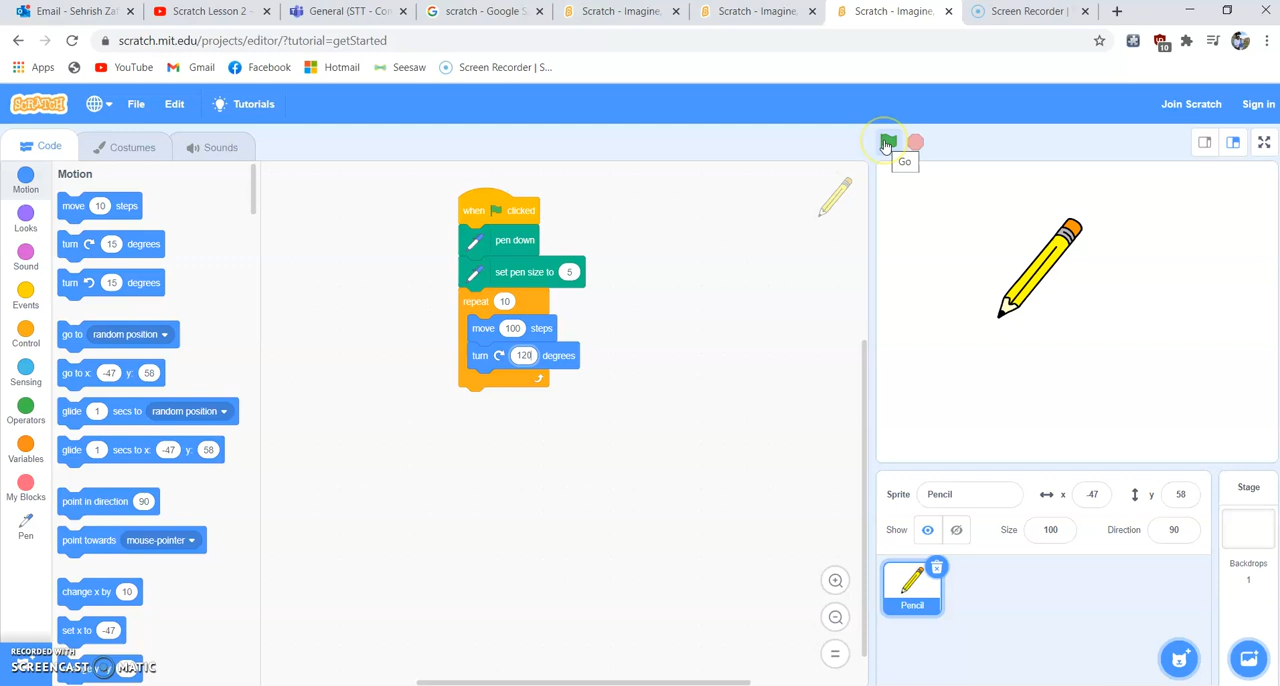 Email - Sehrish Zaf
Scratch Lesson 2 -
General (STT - Con
scratch - Google S
Scratch - Imagine,
Scratch - Imagine,
Scratch - Imagine,
Screen Recorder |
scratch.mit.edu/projects/editor/?tutorial=getStarted
10
Apps
YouTube
Gmail
Facebook
Hotmail
Seesaw
Screen Recorder | S...
SCRATCH
File
Edit
Tutorials
Join Scratch
Sign in
Code
Costumes
Sounds
Go
Motion
Looks
Sound
Events
Control
Sensing
Operators
Variables
My Blocks
Pen
Motion
move 10 steps
turn 15 degrees
turn 15 degrees
go to random position
go to x: -47 y: 58
glide 1 secs to random position
glide 1 secs to x: -47 y: 58
point in direction 90
point towards mouse-pointer
change x by 10
set x to -47
when clicked
pen down
set pen size to 5
repeat 10
move 100 steps
turn 120 degrees
Sprite Pencil x -47 y 58
Show Size 100 Direction 90
Pencil
Stage
Backdrops
1
RECORDED WITH
SCREENCAST MATIC